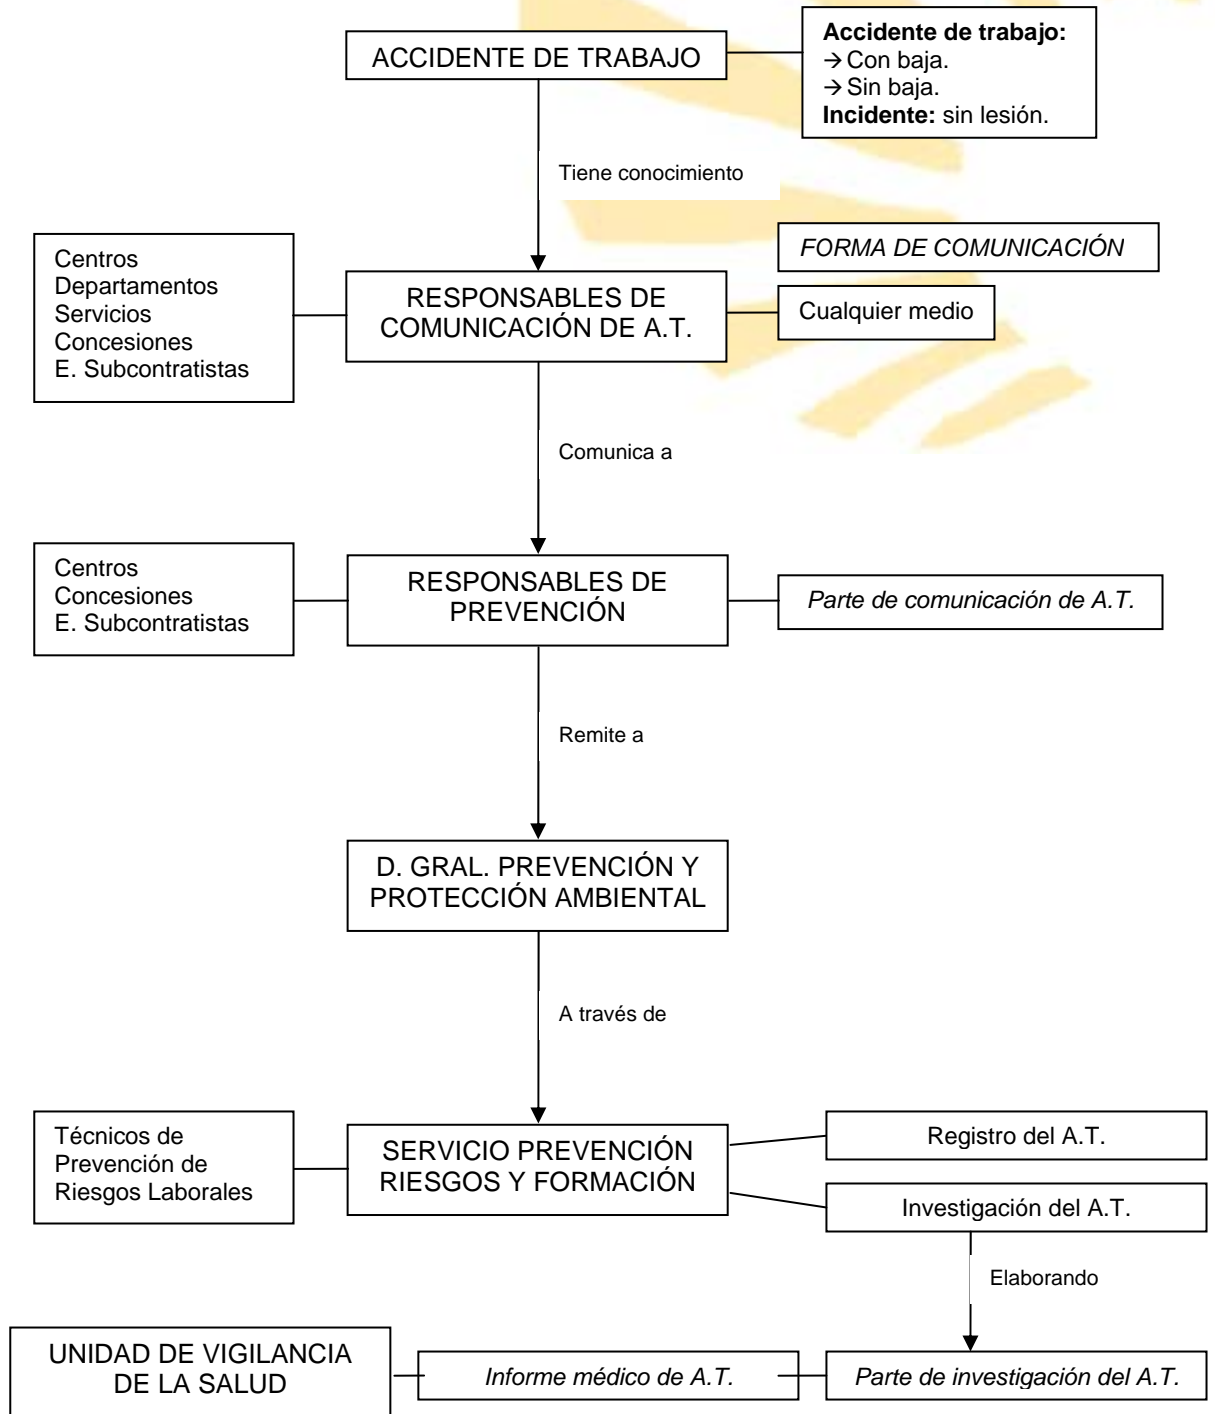 ACCIDENTE DE TRABAJO
Accidente de trabajo:
→ Con baja.
→ Sin baja.
Incidente: sin lesión.
Tiene conocimiento
Centros
Departamentos
Servicios
Concesiones
E. Subcontratistas
RESPONSABLES DE
COMUNICACIÓN DE A.T.
FORMA DE COMUNICACIÓN
Cualquier medio
Comunica a
Centros
Concesiones
E. Subcontratistas
RESPONSABLES DE
PREVENCIÓN
Parte de comunicación de A.T.
Remite a
D. GRAL. PREVENCIÓN Y
PROTECCIÓN AMBIENTAL
A través de
Técnicos de
Prevención de
Riesgos Laborales
SERVICIO PREVENCIÓN
RIESGOS Y FORMACIÓN
Registro del A.T.
Investigación del A.T.
Elaborando
UNIDAD DE VIGILANCIA
DE LA SALUD
Informe médico de A.T.
Parte de investigación del A.T.